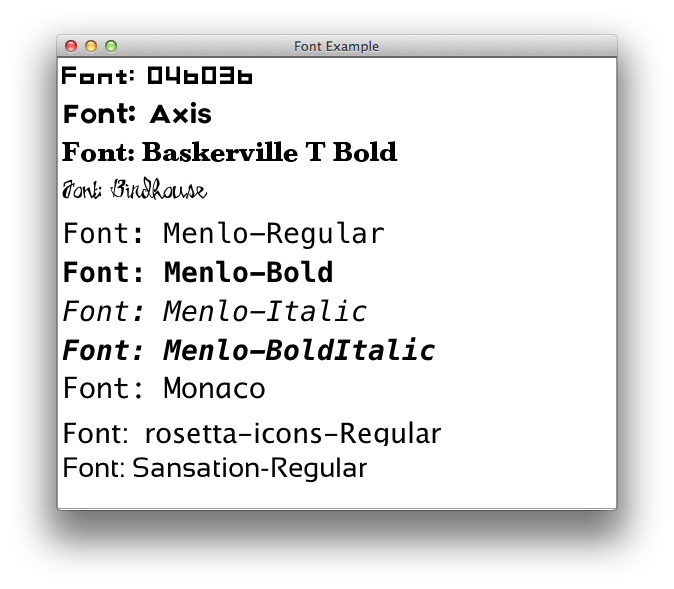 Font Example
Font: 04b03b
Font: Axis
Font: Baskerville T Bold
Font: Birdhouse
Font: Menlo-Regular
Font: Menlo-Bold
Font: Menlo-Italic
Font: Menlo-BoldItalic
Font: Monaco
Font: rosetta-icons-Regular
Font: Sansation-Regular